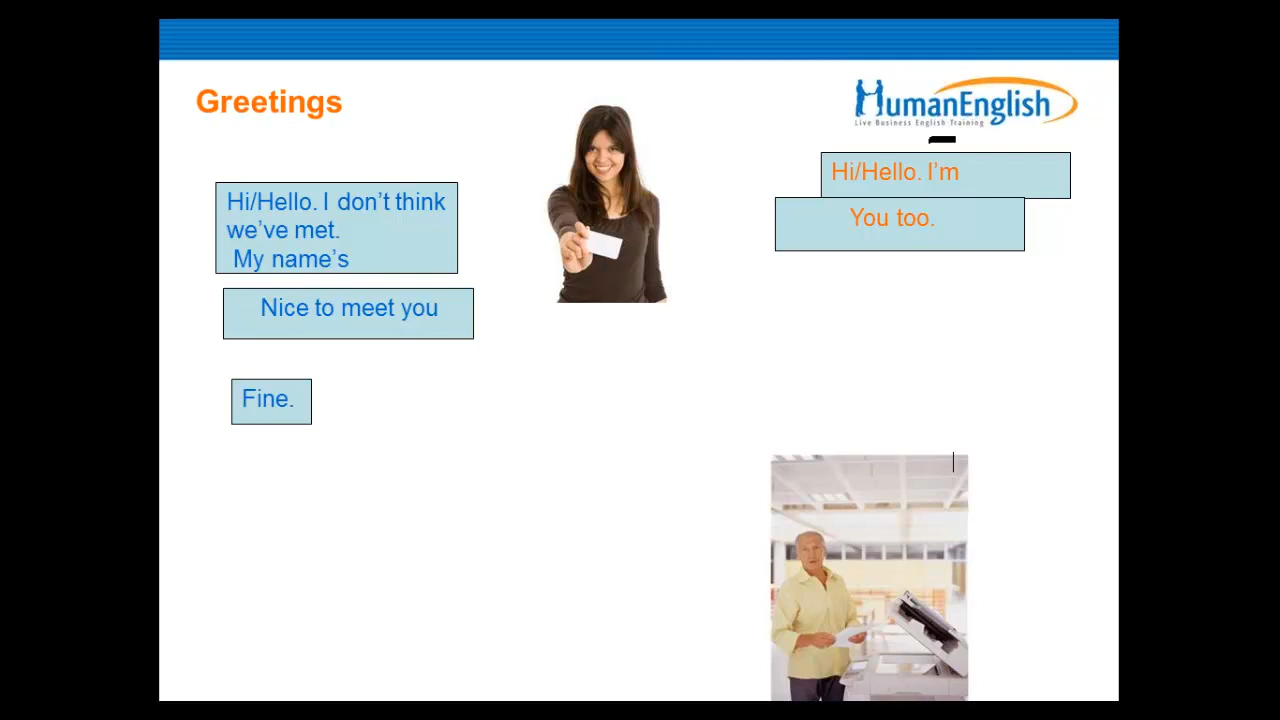 Greetings
HumanEnglish
Live Business English Training
Hi/Hello. I don’t think
we’ve met.
My name’s
Nice to meet you
Fine.
Hi/Hello. I’m
You too.